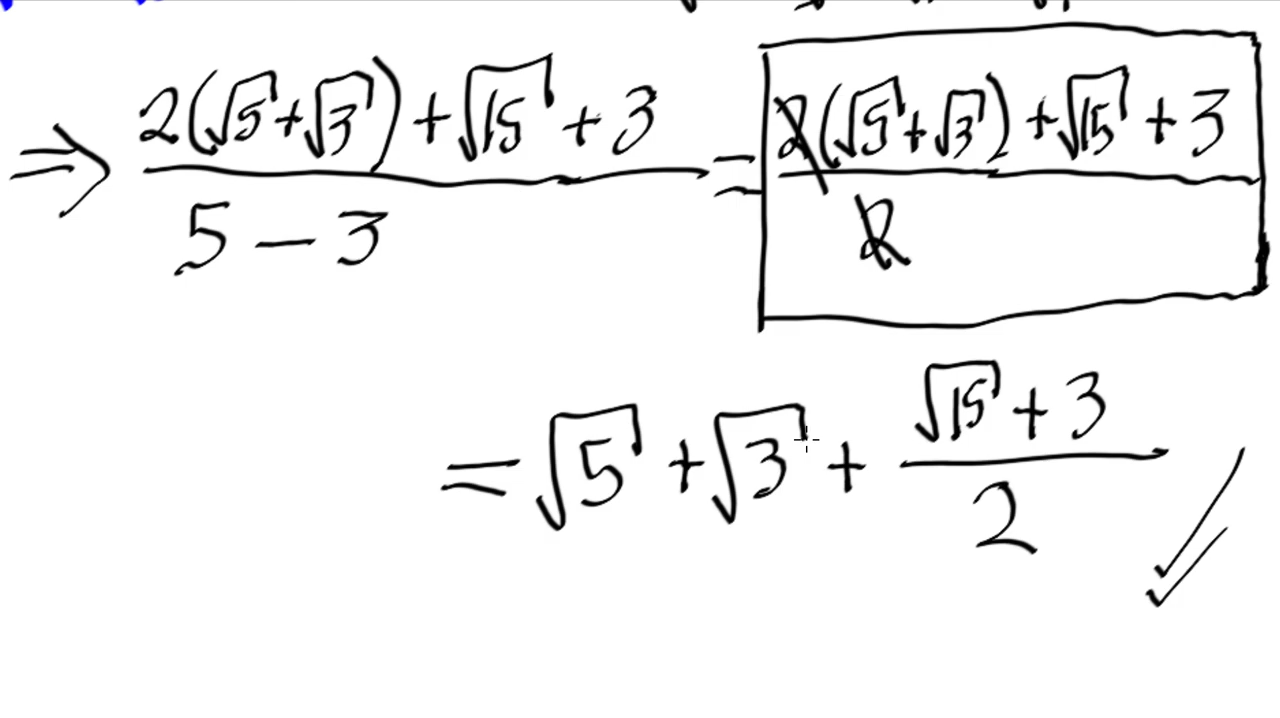 ⇒ (2(√5+√3)+√15+3)/(5-3) = (2(√5+√3)+√15+3)/2
= √5+√3+(√15+3)/2